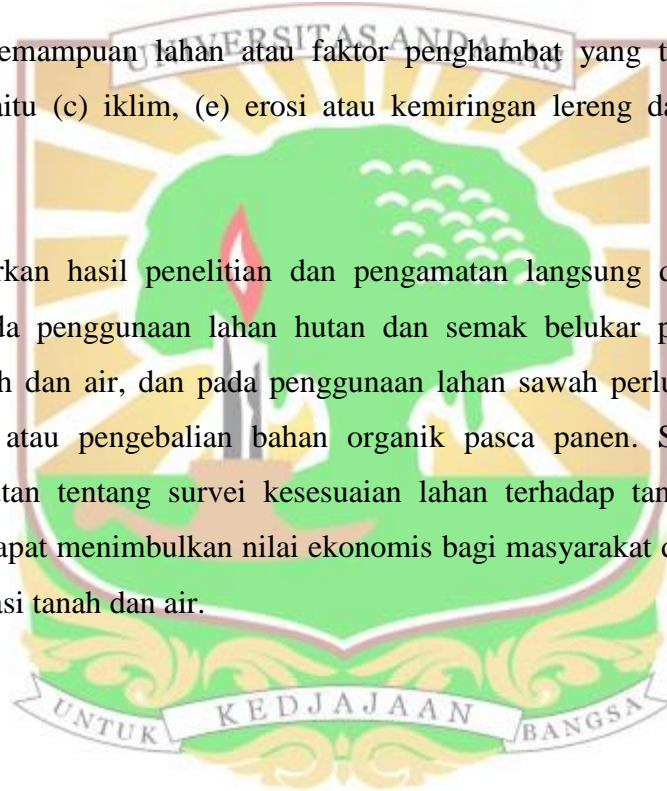 UNIVERSITAS ANDALAS
emampuan lahan atau faktor penghambat yang t
aitu (c) iklim, (e) erosi atau kemiringan lereng da
rkan hasil penelitian dan pengamatan langsung d
da penggunaan lahan hutan dan semak belukar p
h dan air, dan pada penggunaan lahan sawah perlu
atau pengebalian bahan organik pasca panen. S
utan tentang survei kesesuaian lahan terhadap tan
apat menimbulkan nilai ekonomis bagi masyarakat d
asi tanah dan air.
UNTUK KEDJAJAAN BANGSA